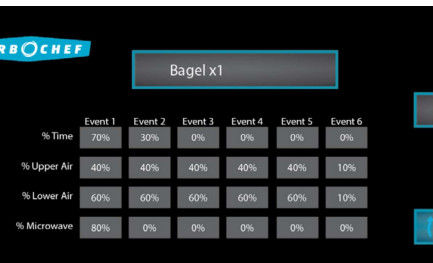 RBOCHEF
Bagel x1
Event 1 Event 2 Event 3 Event 4 Event 5 Event 6
% Time 70% 30% 0% 0% 0% 0%
% Upper Air 40% 40% 40% 40% 40% 10%
% Lower Air 60% 60% 60% 60% 60% 10%
% Microwave 80% 0% 0% 0% 0% 0%